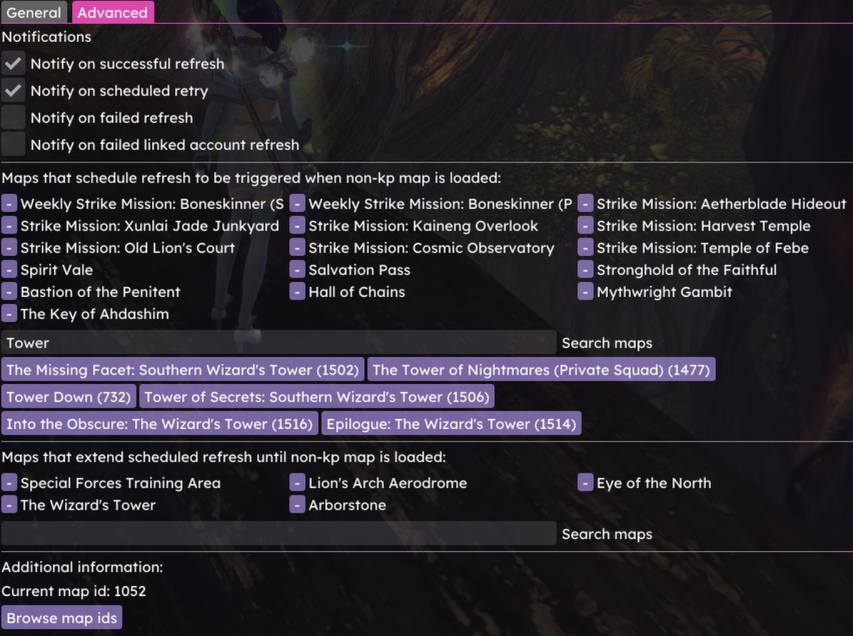 General Advanced
Notifications
Notify on successful refresh
Notify on scheduled retry
Notify on failed refresh
Notify on failed linked account refresh
Maps that schedule refresh to be triggered when non-kp map is loaded:
- Weekly Strike Mission: Boneskinner (S - Weekly Strike Mission: Boneskinner (P - Strike Mission: Aetherblade Hideout
- Strike Mission: Xunlai Jade Junkyard - Strike Mission: Kaineng Overlook - Strike Mission: Harvest Temple
- Strike Mission: Old Lion's Court - Strike Mission: Cosmic Observatory - Strike Mission: Temple of Febe
- Spirit Vale - Salvation Pass - Stronghold of the Faithful
- Bastion of the Penitent - Hall of Chains - Mythwright Gambit
- The Key of Ahdashim
Tower Search maps
The Missing Facet: Southern Wizard's Tower (1502) The Tower of Nightmares (Private Squad) (1477)
Tower Down (732) Tower of Secrets: Southern Wizard's Tower (1506)
Into the Obscure: The Wizard's Tower (1516) Epilogue: The Wizard's Tower (1514)
Maps that extend scheduled refresh until non-kp map is loaded:
- Special Forces Training Area - Lion's Arch Aerodrome - Eye of the North
- The Wizard's Tower - Arborstone
Search maps
Additional information:
Current map id: 1052
Browse map ids